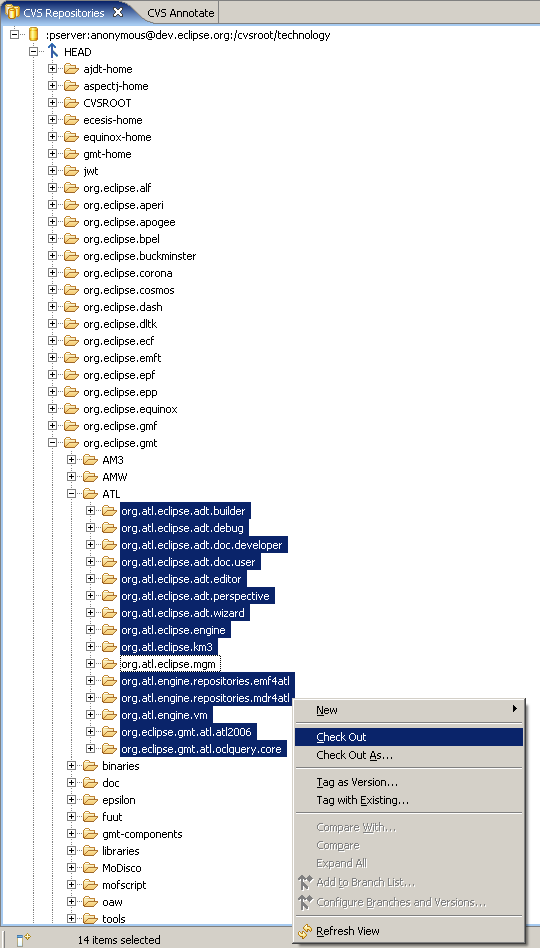 CVS Repositories CVS Annotate
:pserver:anonymous@dev.eclipse.org:/cvsroot/technology
HEAD
ajdt-home
aspectj-home
CVSROOT
ecesis-home
equinox-home
gmt-home
jwt
org.eclipse.alf
org.eclipse.aperi
org.eclipse.apogee
org.eclipse.bpel
org.eclipse.buckminster
org.eclipse.corona
org.eclipse.cosmos
org.eclipse.dash
org.eclipse.dltk
org.eclipse.ecf
org.eclipse.emft
org.eclipse.epf
org.eclipse.epp
org.eclipse.equinox
org.eclipse.gmf
org.eclipse.gmt
AM3
AMW
ATL
org.atl.eclipse.adt.builder
org.atl.eclipse.adt.debug
org.atl.eclipse.adt.doc.developer
org.atl.eclipse.adt.doc.user
org.atl.eclipse.adt.editor
org.atl.eclipse.adt.perspective
org.atl.eclipse.adt.wizard
org.atl.eclipse.engine
org.atl.eclipse.km3
org.atl.eclipse.mgm
org.atl.engine.repositories.emf4atl
org.atl.engine.repositories.mdr4atl
org.atl.engine.vm
org.eclipse.gmt.atl.atl2006
org.eclipse.gmt.atl.oclquery.core
binaries
doc
epsilon
fuut
gmt-components
libraries
MoDisco
mofscript
oaw
tools
New
Check Out
Check Out As...
Tag as Version...
Tag with Existing...
Compare With...
Compare
Expand All
Add to Branch List...
Configure Branches and Versions...
Refresh View
14 items selected